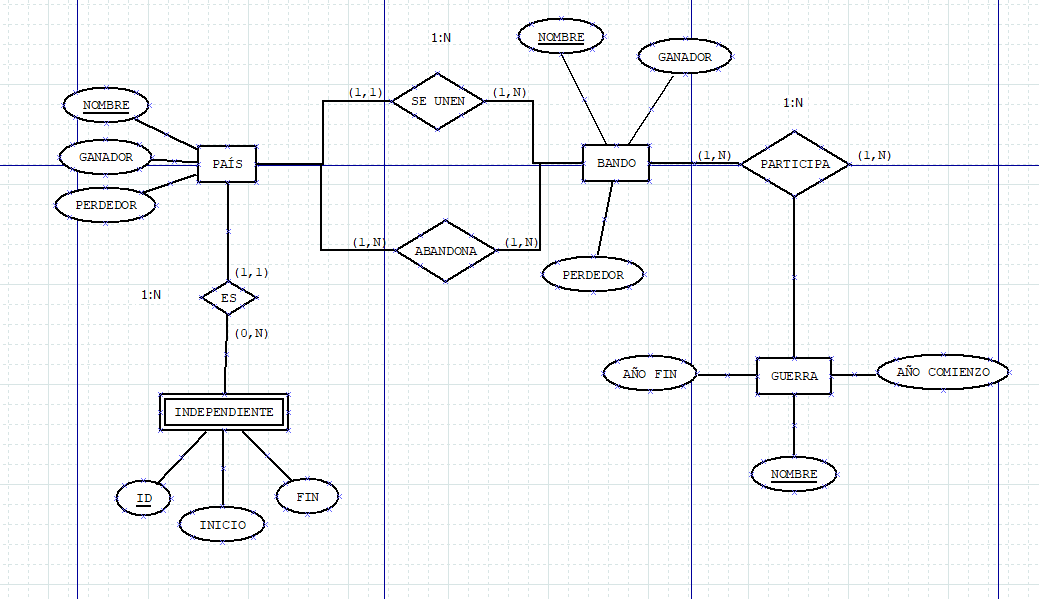 1:N
NOMBRE
GANADOR
1:N
(1,1)
SE UNEN
(1,N)
NOMBRE
GANADOR
PERDEDOR
PAÍS
BANDO
(1,N)
PARTICIPA
(1,N)
(1,N)
ABANDONA
(1,N)
PERDEDOR
(1,1)
1:N
ES
(0,N)
INDEPENDIENTE
AÑO FIN
GUERRA
AÑO COMIENZO
NOMBRE
ID
FIN
INICIO